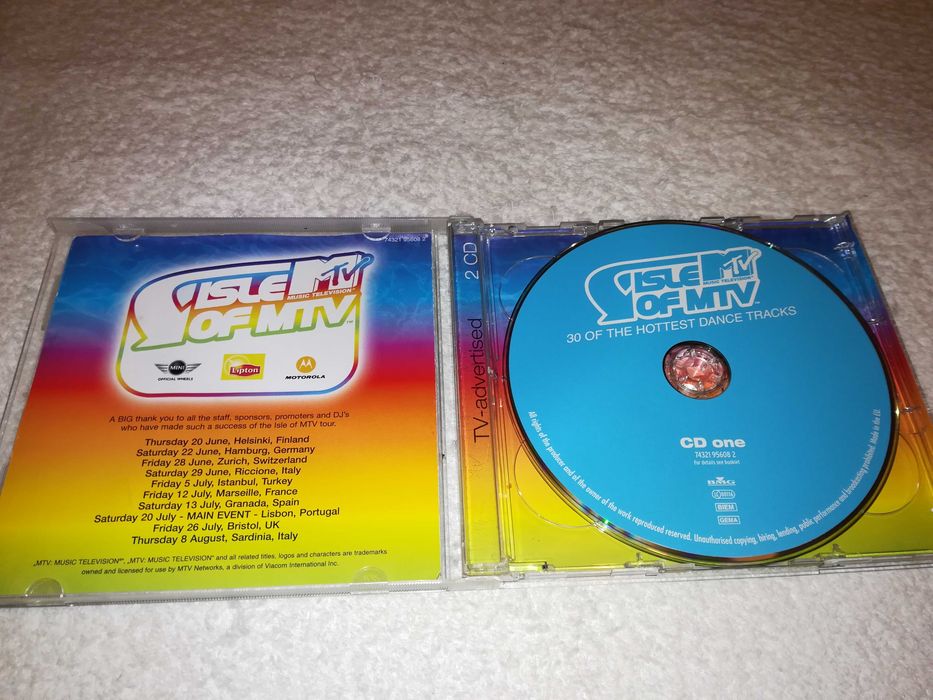 74321 95608 2
ISLE MTV
MUSIC TELEVISION™
OF MTV™
MINI
OFFICIAL WHEELS
Lipton
MOTOROLA
A BIG thank you to all the staff, sponsors, promoters and DJ's
who have made such a success of the Isle of MTV tour.
Thursday 20 June, Helsinki, Finland
Saturday 22 June, Hamburg, Germany
Friday 28 June, Zurich, Switzerland
Saturday 29 June, Riccione, Italy
Friday 5 July, Istanbul, Turkey
Friday 12 July, Marseille, France
Saturday 13 July, Granada, Spain
Saturday 20 July - MAIN EVENT - Lisbon, Portugal
Friday 26 July, Bristol, UK
Thursday 8 August, Sardinia, Italy
„MTV: MUSIC TELEVISION", „MTV: MUSIC TELEVISION" and all related titles, logos and characters are trademarks
owned and licensed for use by MTV Networks, a division of Viacom International Inc.
TV-advertised
2 CD
ISLE MTV
MUSIC TELEVISION™
OF MTV™
30 OF THE HOTTEST DANCE TRACKS
CD one
74321 95608 2
For details see booklet
BMG
BIEM
GEMA
All rights of the producer and of the owner of the work reproduced reserved. Unauthorised copying, hiring, lending, public performance and broadcasting prohibited. Made in the EU.